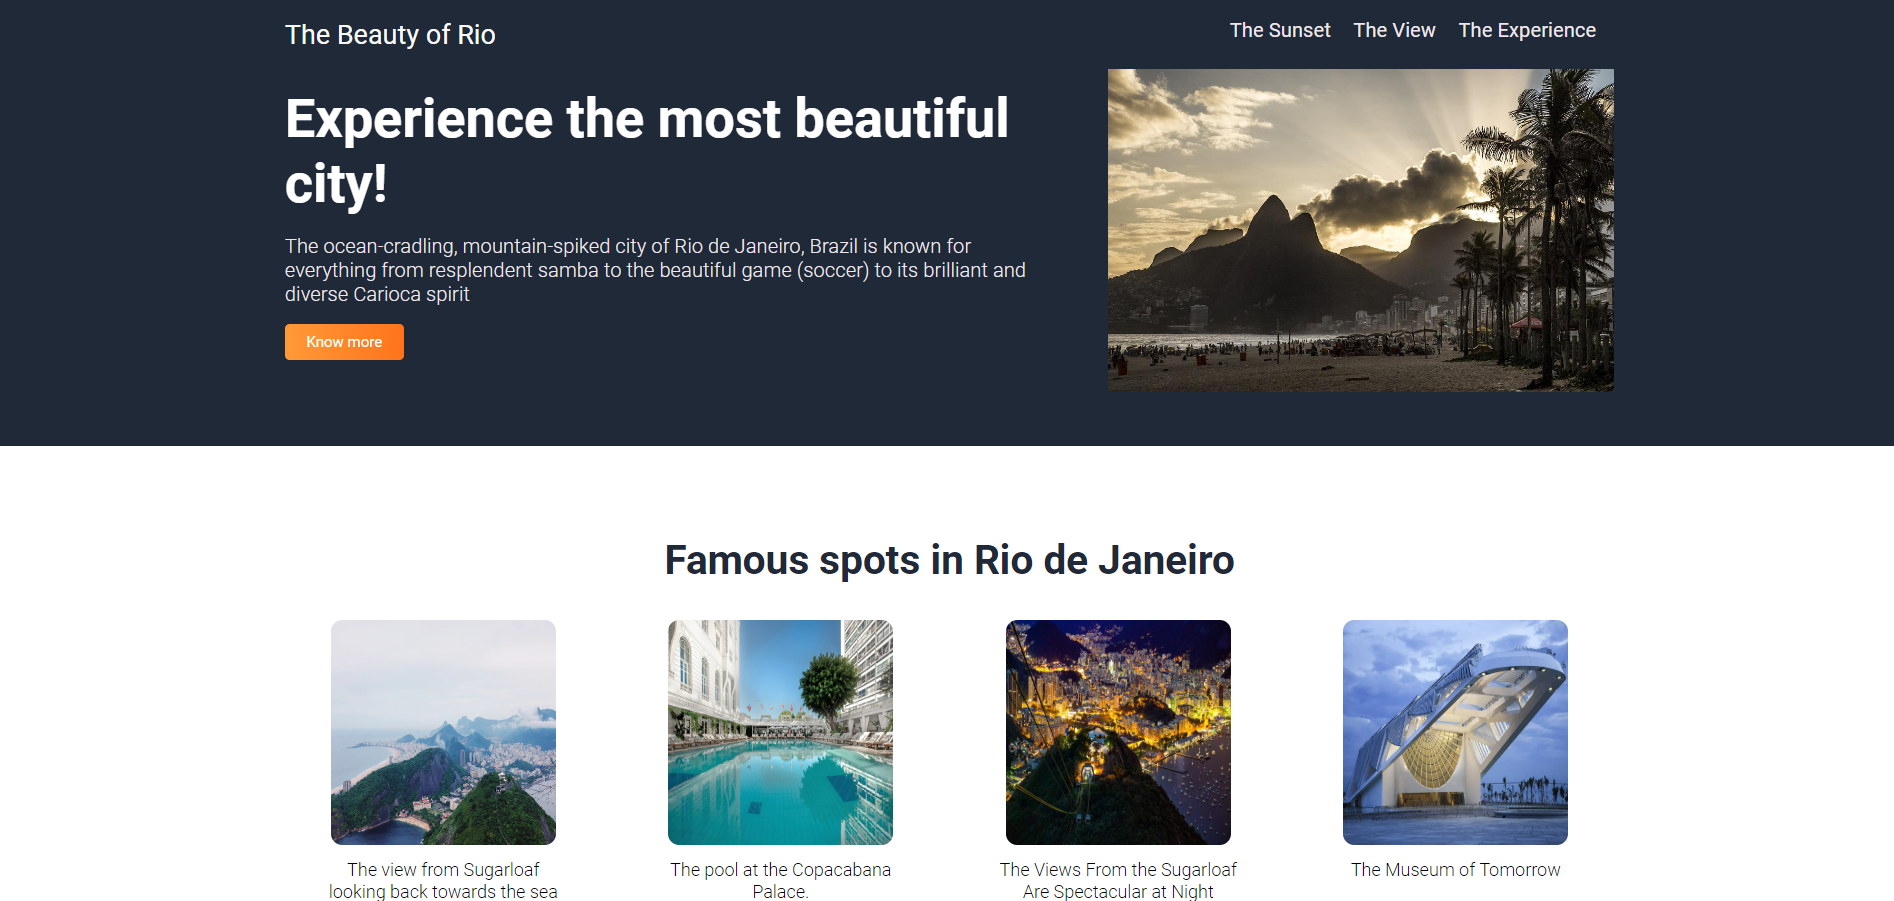 The Beauty of Rio
The Sunset The View The Experience
Experience the most beautiful
city!
The ocean-cradling, mountain-spiked city of Rio de Janeiro, Brazil is known for
everything from resplendent samba to the beautiful game (soccer) to its brilliant and
diverse Carioca spirit
Know more
Famous spots in Rio de Janeiro
The view from Sugarloaf
looking back towards the sea
The pool at the Copacabana
Palace.
The Views From the Sugarloaf
Are Spectacular at Night
The Museum of Tomorrow